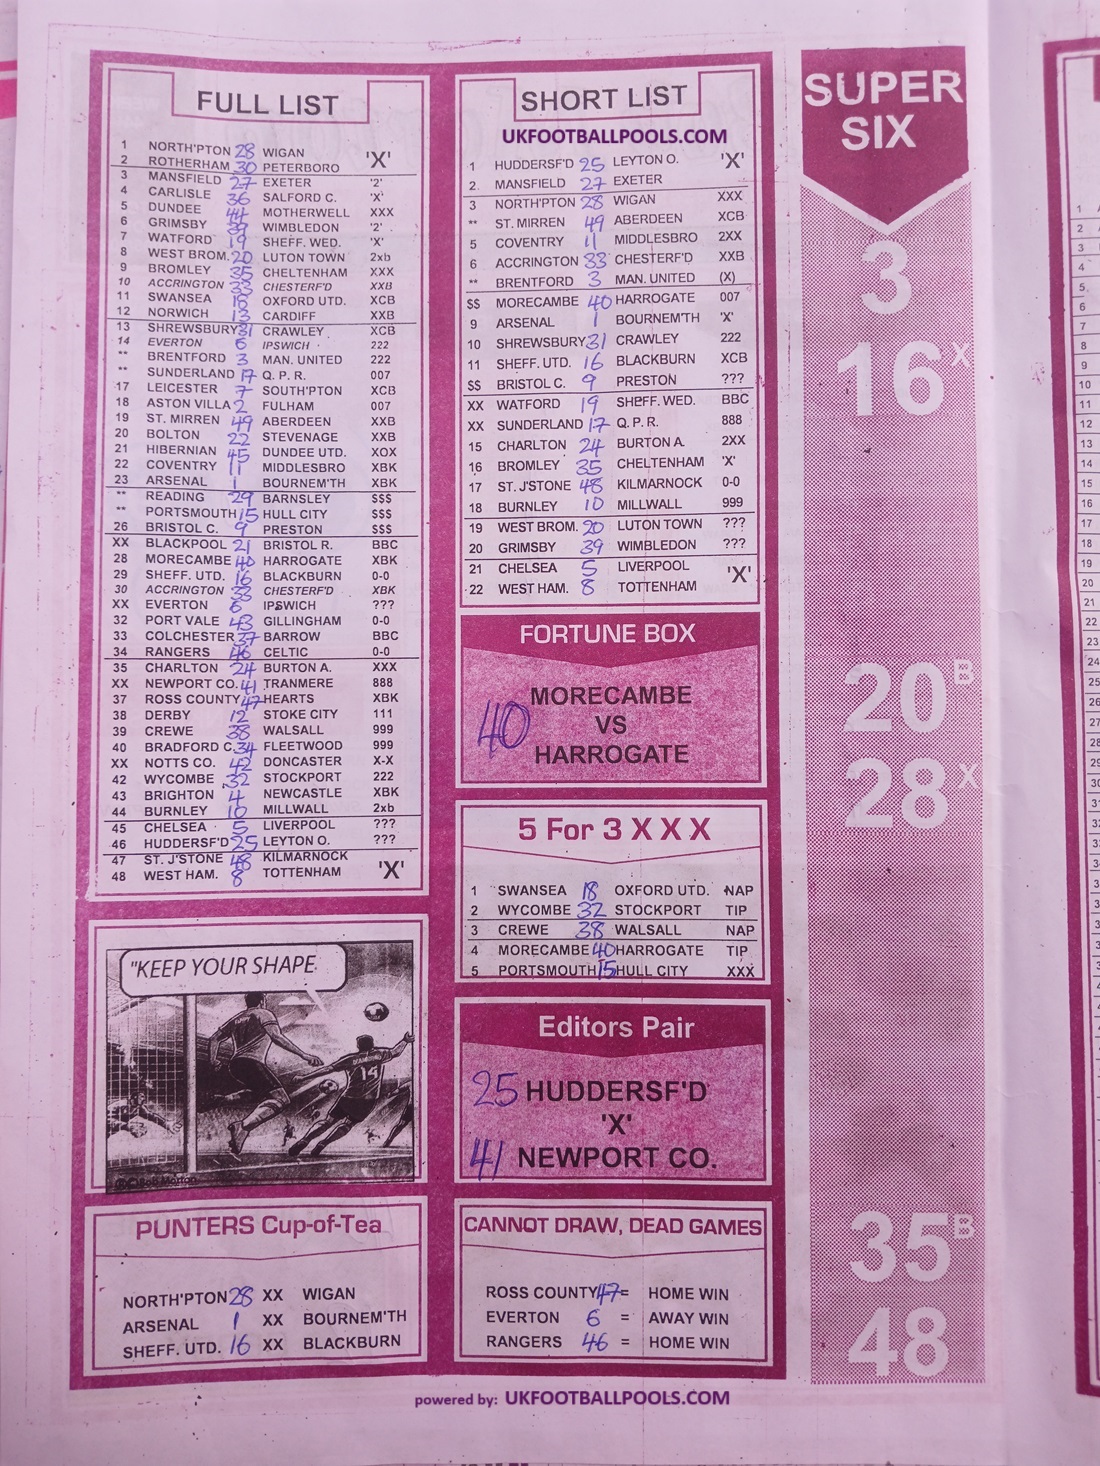 FULL LIST
1 NORTH'PTON 28 WIGAN 'X'
2 ROTHERHAM 30 PETERBORO
3 MANSFIELD 27 EXETER '2'
4 CARLISLE 36 SALFORD C. 'X'
5 DUNDEE 44 MOTHERWELL XXX
6 GRIMSBY 39 WIMBLEDON '2'
7 WATFORD 19 SHEFF. WED. 'X'
8 WEST BROM. 20 LUTON TOWN 2xb
9 BROMLEY 35 CHELTENHAM XXX
10 ACCRINGTON 33 CHESTERF'D XXB
11 SWANSEA 18 OXFORD UTD. XCB
12 NORWICH 13 CARDIFF XXB
13 SHREWSBURY 31 CRAWLEY XCB
14 EVERTON 6 IPSWICH 222
** BRENTFORD 3 MAN. UNITED 222
** SUNDERLAND 17 Q. P. R. 007
17 LEICESTER 7 SOUTH'PTON XCB
18 ASTON VILLA 2 FULHAM 007
19 ST. MIRREN 49 ABERDEEN XXB
20 BOLTON 22 STEVENAGE XXB
21 HIBERNIAN 45 DUNDEE UTD. XOX
22 COVENTRY 11 MIDDLESBRO XBK
23 ARSENAL 1 BOURNEM'TH XBK
** READING 29 BARNSLEY $$$
** PORTSMOUTH 15 HULL CITY $$$
26 BRISTOL C. 9 PRESTON $$$
XX BLACKPOOL 21 BRISTOL R. BBC
28 MORECAMBE 40 HARROGATE XBK
29 SHEFF. UTD. 16 BLACKBURN 0-0
30 ACCRINGTON 33 CHESTERF'D XBK
XX EVERTON 6 IPSWICH ???
32 PORT VALE 43 GILLINGHAM 0-0
33 COLCHESTER 37 BARROW BBC
34 RANGERS 46 CELTIC 0-0
35 CHARLTON 24 BURTON A. XXX
XX NEWPORT CO. 41 TRANMERE 888
37 ROSS COUNTY 47 HEARTS XBK
38 DERBY 12 STOKE CITY 111
39 CREWE 38 WALSALL 999
40 BRADFORD C. 34 FLEETWOOD 999
XX NOTTS CO. 42 DONCASTER X-X
42 WYCOMBE 32 STOCKPORT 222
43 BRIGHTON 4 NEWCASTLE XBK
44 BURNLEY 10 MILLWALL 2xb
45 CHELSEA 5 LIVERPOOL ???
46 HUDDERSF'D 25 LEYTON O. ???
47 ST. J'STONE 48 KILMARNOCK 'X'
48 WEST HAM. 8 TOTTENHAM
"KEEP YOUR SHAPE
14
PUNTERS Cup-of-Tea
NORTH'PTON 28 XX WIGAN
ARSENAL 1 XX BOURNEM'TH
SHEFF. UTD. 16 XX BLACKBURN
SHORT LIST
UKFOOTBALLPOOLS.COM
1 HUDDERSF'D 25 LEYTON O. 'X'
2 MANSFIELD 27 EXETER
3 NORTH'PTON 28 WIGAN XXX
** ST. MIRREN 49 ABERDEEN XCB
5 COVENTRY 11 MIDDLESBRO 2XX
6 ACCRINGTON 33 CHESTERF'D XXB
** BRENTFORD 3 MAN. UNITED (X)
$$ MORECAMBE 40 HARROGATE 007
9 ARSENAL 1 BOURNEM'TH 'X'
10 SHREWSBURY 31 CRAWLEY 222
11 SHEFF. UTD. 16 BLACKBURN XCB
$$ BRISTOL C. 9 PRESTON ???
XX WATFORD 19 SHEFF. WED. BBC
XX SUNDERLAND 17 Q. P. R. 888
15 CHARLTON 24 BURTON A. 2XX
16 BROMLEY 35 CHELTENHAM 'X'
17 ST. J'STONE 48 KILMARNOCK 0-0
18 BURNLEY 10 MILLWALL 999
19 WEST BROM. 20 LUTON TOWN ???
20 GRIMSBY 39 WIMBLEDON ???
21 CHELSEA 5 LIVERPOOL 'X'
22 WEST HAM. 8 TOTTENHAM
FORTUNE BOX
MORECAMBE
40 VS
HARROGATE
5 For 3 X X X
1 SWANSEA 18 OXFORD UTD. NAP
2 WYCOMBE 32 STOCKPORT TIP
3 CREWE 38 WALSALL NAP
4 MORECAMBE 40 HARROGATE TIP
5 PORTSMOUTH 15 HULL CITY XXX
Editors Pair
25 HUDDERSF'D
'X'
41 NEWPORT CO.
CANNOT DRAW, DEAD GAMES
ROSS COUNTY 47 = HOME WIN
EVERTON 6 = AWAY WIN
RANGERS 46 = HOME WIN
SUPER
SIX
3
16 X
20 B
28 X
35 B
48
powered by: UKFOOTBALLPOOLS.COM